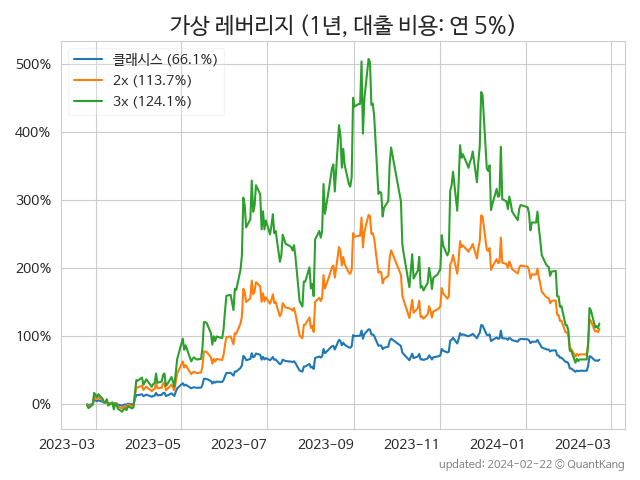 가상 레버리지 (1년, 대출 비용: 연 5%)
클래시스 (66.1%)
2x (113.7%)
3x (124.1%)
500%
400%
300%
200%
100%
0%
2023-03 2023-05 2023-07 2023-09 2023-11 2024-01 2024-03
updated: 2024-02-22 © QuantKang